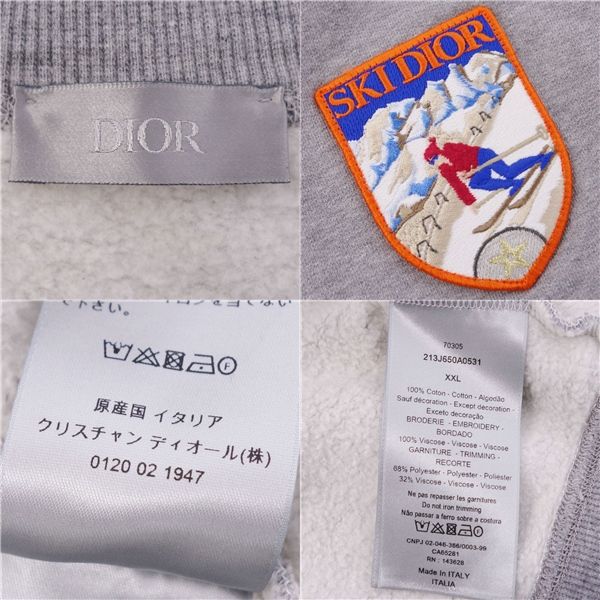 DIOR
SKI DIOR
下さい。
原産国 イタリア
クリスチャン ディオール(株)
0120 02 1947
70305
213J650A0531
XXL
100% Coton - Cotton - Algodão
Sauf décoration - Except decoration -
Exceto decoração
BRODERIE - EMBROIDERY -
BORDADO
100% Viscose - Viscose - Viscose
GARNITURE - TRIMMING -
RECORTE
68% Polyester - Polyester - Poliéster
32% Viscose - Viscose - Viscose
Ne pas repasser les garnitures
Do not iron trimming
Não passar a ferro sobre a costura
CNPJ 02-046-386/0003-99
CA65281
RN : 143628
Made in ITALY
ITALIA